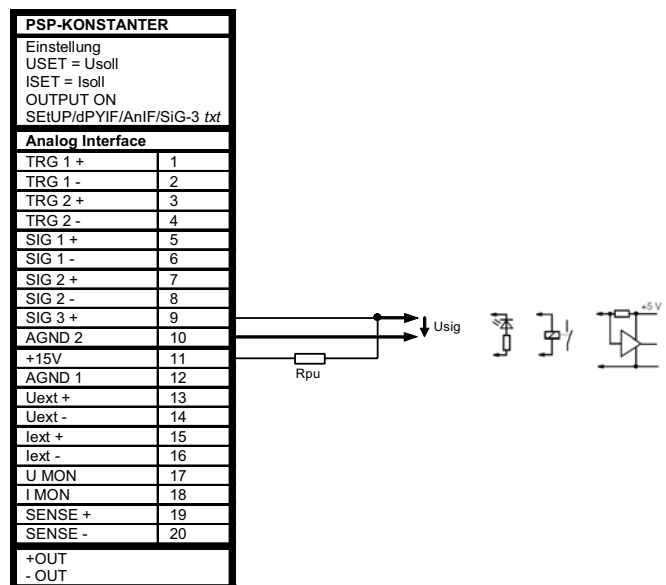 PSP-KONSTANTER
Einstellung
USET = Usoll
ISET = Isoll
OUTPUT ON
SEtUP/dPYIF/AnIF/SiG-3 txt
Analog Interface
TRG 1 + 1
TRG 1 - 2
TRG 2 + 3
TRG 2 - 4
SIG 1 + 5
SIG 1 - 6
SIG 2 + 7
SIG 2 - 8
SIG 3 + 9
AGND 2 10
+15V 11
AGND 1 12
Uext + 13
Uext - 14
Iext + 15
Iext - 16
U MON 17
I MON 18
SENSE + 19
SENSE - 20
+OUT
- OUT
Usig
Rpu
+5 V